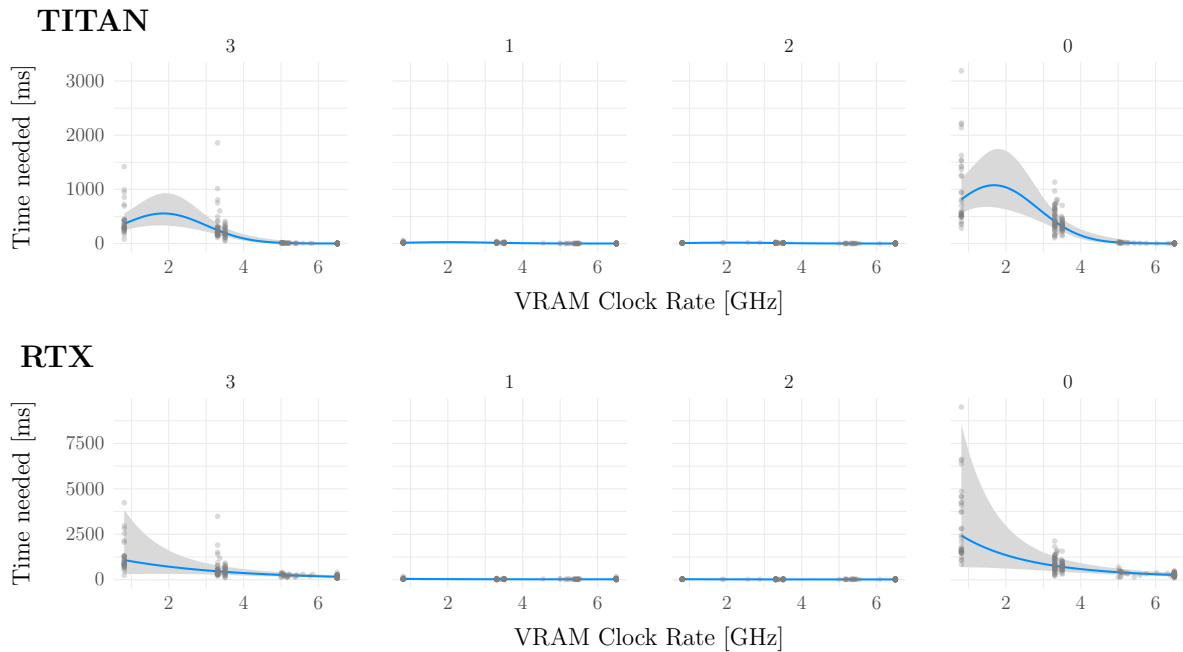 TITAN
3 1 2 0
Time needed [ms]
3000
2000
1000
0
2 4 6 2 4 6 2 4 6 2 4 6
VRAM Clock Rate [GHz]
RTX
3 1 2 0
Time needed [ms]
7500
5000
2500
0
2 4 6 2 4 6 2 4 6 2 4 6
VRAM Clock Rate [GHz]